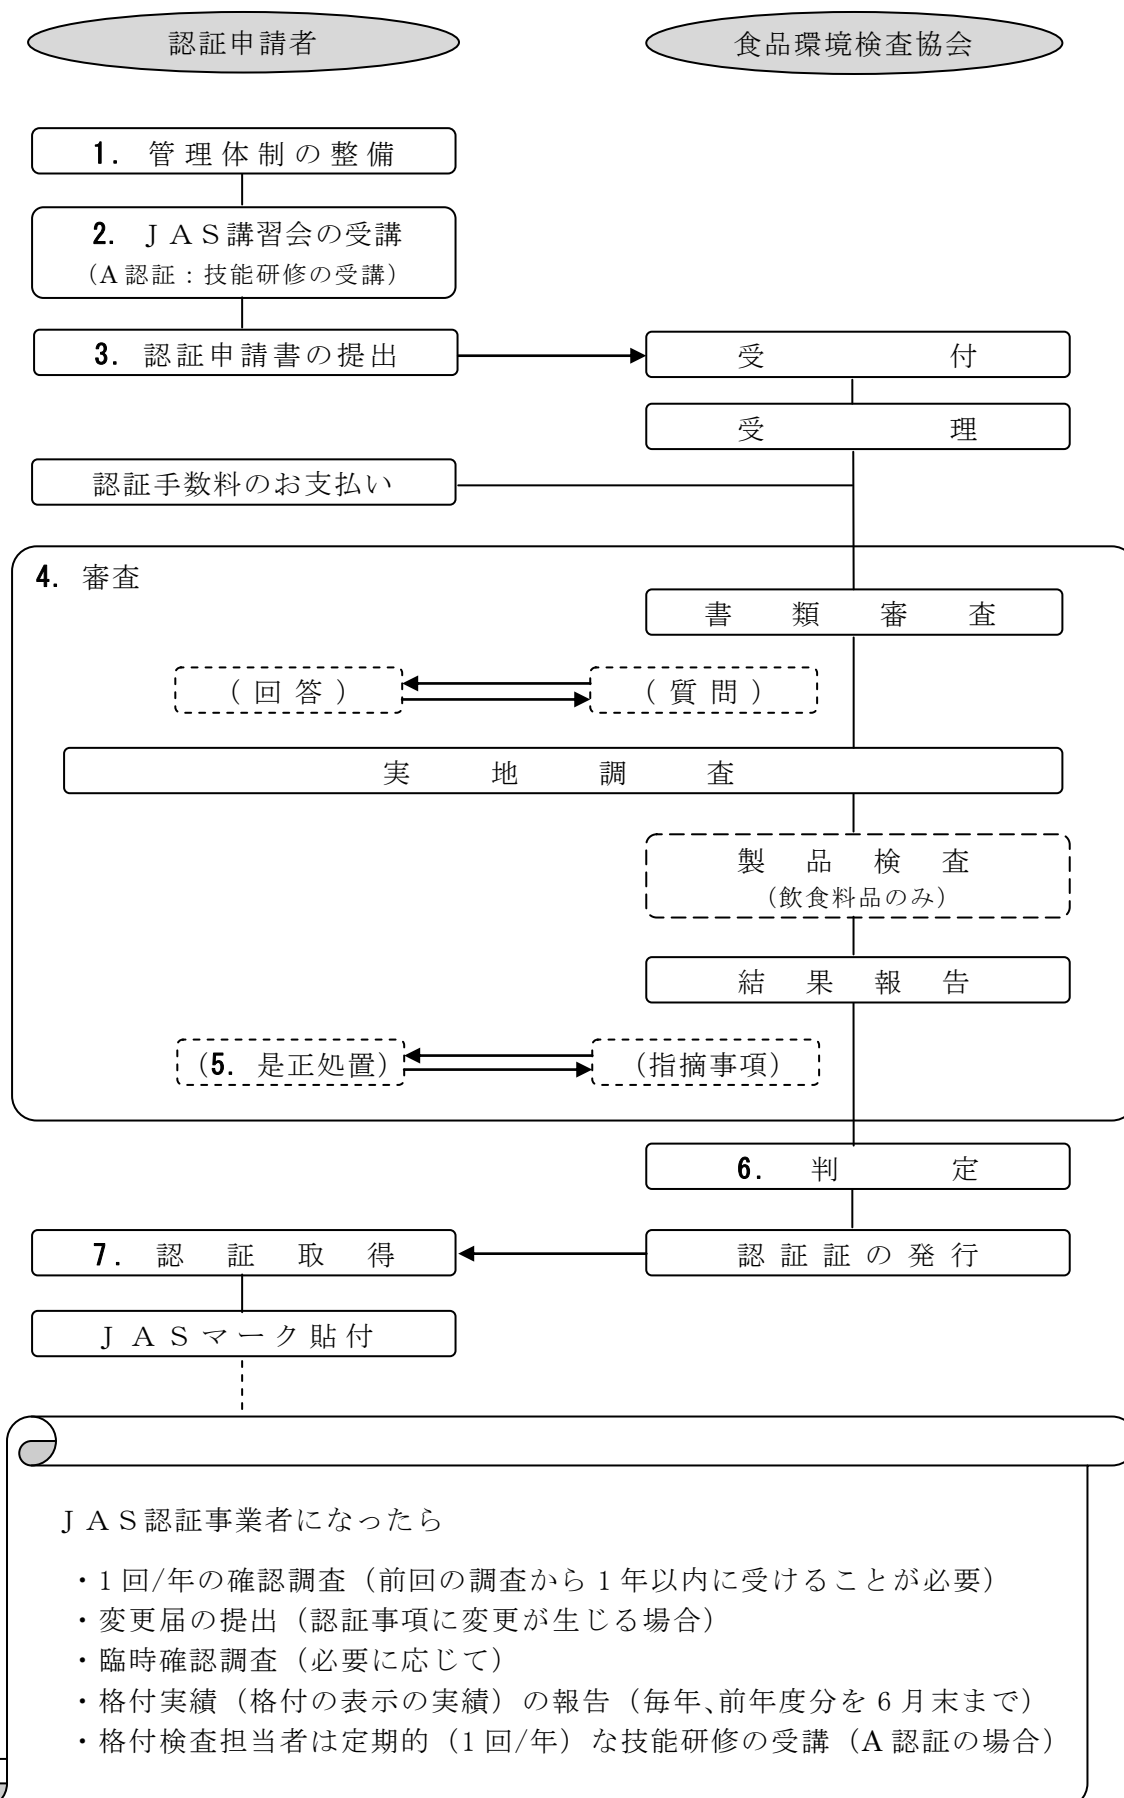 認証申請者
食品環境検査協会
1. 管理体制の整備
2. JAS講習会の受講
(A認証:技能研修の受講)
3. 認証申請書の提出
受付
受理
認証手数料のお支払い
4. 審査
書類審査
(回答)
(質問)
実地調査
製品検査
(飲食料品のみ)
結果報告
(5. 是正処置)
(指摘事項)
6. 判定
7. 認証取得
認証証の発行
JASマーク貼付
JAS認証事業者になったら
・1回/年の確認調査(前回の調査から1年以内に受けることが必要)
・変更届の提出(認証事項に変更が生じる場合)
・臨時確認調査(必要に応じて)
・格付実績(格付の表示の実績)の報告(毎年、前年度分を6月末まで)
・格付検査担当者は定期的(1回/年)な技能研修の受講(A認証の場合)